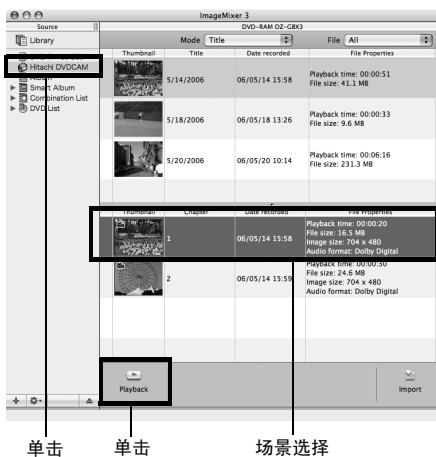 ImageMixer 3
Source
DVD-RAM DZ-GBX3
Library
Mode Title
File All
Thumbnail Title Date recorded File Properties
Hitachi DVDCAM
Album
Smart Album
Combination List
DVD List
5/14/2006 06/05/14 15:58 Playback time: 00:00:51
File size: 41.1 MB
5/18/2006 06/05/18 13:26 Playback time: 00:00:33
File size: 9.6 MB
5/20/2006 06/05/20 10:14 Playback time: 00:06:16
File size: 231.3 MB
Thumbnail Chapter Date recorded File Properties
1 06/05/14 15:58 Playback time: 00:00:20
File size: 16.5 MB
Image size: 704 x 480
Audio format: Dolby Digital
2 06/05/14 15:59 Playback time: 00:00:30
File size: 24.6 MB
Image size: 704 x 480
Audio format: Dolby Digital
Playback
Import
单击
单击
场景选择